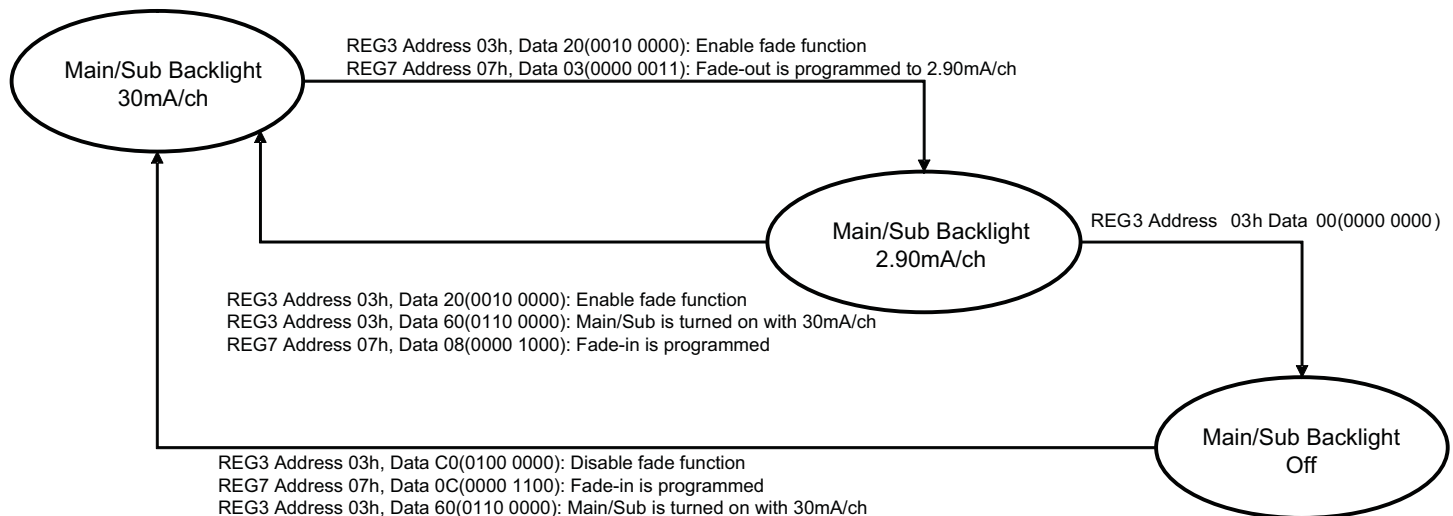 REG3 Address 03h, Data 20(0010 0000): Enable fade function
REG7 Address 07h, Data 03(0000 0011): Fade-out is programmed to 2.90mA/ch
Main/Sub Backlight
30mA/ch
Main/Sub Backlight
2.90mA/ch
REG3 Address 03h Data 00(0000 0000)
REG3 Address 03h, Data 20(0010 0000): Enable fade function
REG3 Address 03h, Data 60(0110 0000): Main/Sub is turned on with 30mA/ch
REG7 Address 07h, Data 08(0000 1000): Fade-in is programmed
Main/Sub Backlight
Off
REG3 Address 03h, Data C0(0100 0000): Disable fade function
REG7 Address 07h, Data 0C(0000 1100): Fade-in is programmed
REG3 Address 03h, Data 60(0110 0000): Main/Sub is turned on with 30mA/ch